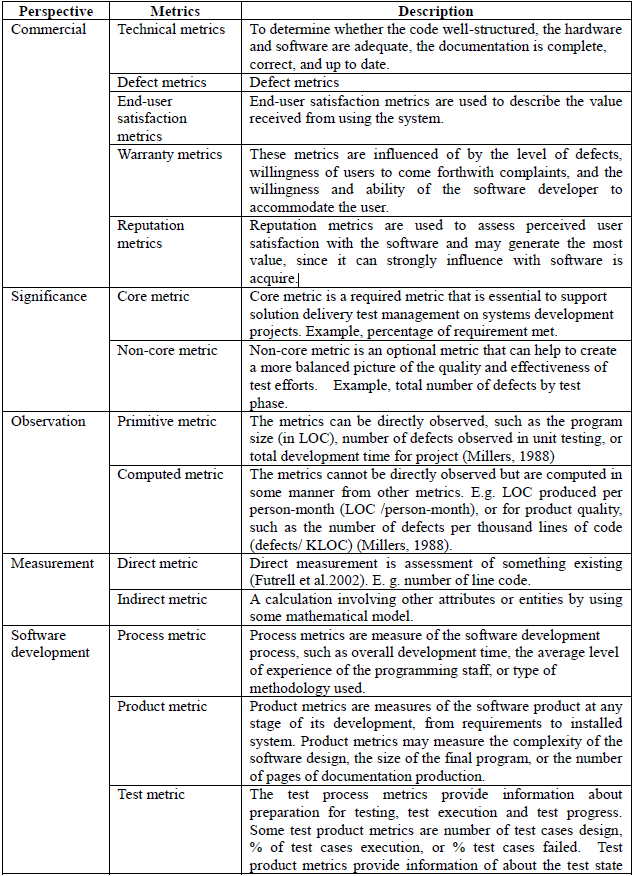 Perspective Metrics Description
Commercial Technical metrics To determine whether the code well-structured, the hardware
and software are adequate, the documentation is complete,
correct, and up to date.
Defect metrics Defect metrics
End-user End-user satisfaction metrics are used to describe the value
satisfaction received from using the system.
metrics
Warranty metrics These metrics are influenced of by the level of defects,
willingness of users to come forthwith complaints, and the
willingness and ability of the software developer to
accommodate the user.
Reputation Reputation metrics are used to assess perceived user
metrics satisfaction with the software and may generate the most
value, since it can strongly influence with software is
acquire.
Significance Core metric Core metric is a required metric that is essential to support
solution delivery test management on systems development
projects. Example, percentage of requirement met.
Non-core metric Non-core metric is an optional metric that can help to create
a more balanced picture of the quality and effectiveness of
test efforts. Example, total number of defects by test
phase.
Observation Primitive metric The metrics can be directly observed, such as the program
size (in LOC), number of defects observed in unit testing, or
total development time for project (Millers, 1988)
Computed metric The metrics cannot be directly observed but are computed in
some manner from other metrics. E.g. LOC produced per
person-month (LOC /person-month), or for product quality,
such as the number of defects per thousand lines of code
(defects/ KLOC) (Millers, 1988).
Measurement Direct metric Direct measurement is assessment of something existing
(Futrell et al.2002). E. g. number of line code.
Indirect metric A calculation involving other attributes or entities by using
some mathematical model.
Software Process metric Process metrics are measure of the software development
development process, such as overall development time, the average level
of experience of the programming staff, or type of
methodology used.
Product metric Product metrics are measures of the software product at any
stage of its development, from requirements to installed
system. Product metrics may measure the complexity of the
software design, the size of the final program, or the number
of pages of documentation production.
Test metric The test process metrics provide information about
preparation for testing, test execution and test progress.
Some test product metrics are number of test cases design,
% of test cases execution, or % test cases failed. Test
product metrics provide information of about the test state